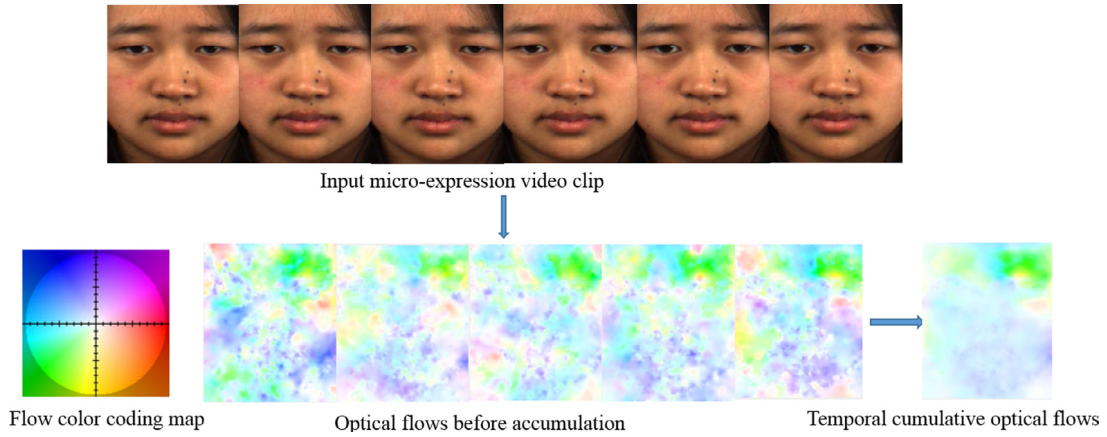 Input micro-expression video clip
Flow color coding map
Optical flows before accumulation
Temporal cumulative optical flows